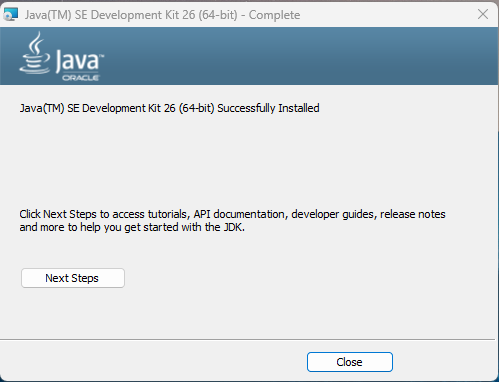 Java(TM) SE Development Kit 26 (64-bit) - Complete
Java™
ORACLE
Java(TM) SE Development Kit 26 (64-bit) Successfully Installed
Click Next Steps to access tutorials, API documentation, developer guides, release notes
and more to help you get started with the JDK.
Next Steps
Close